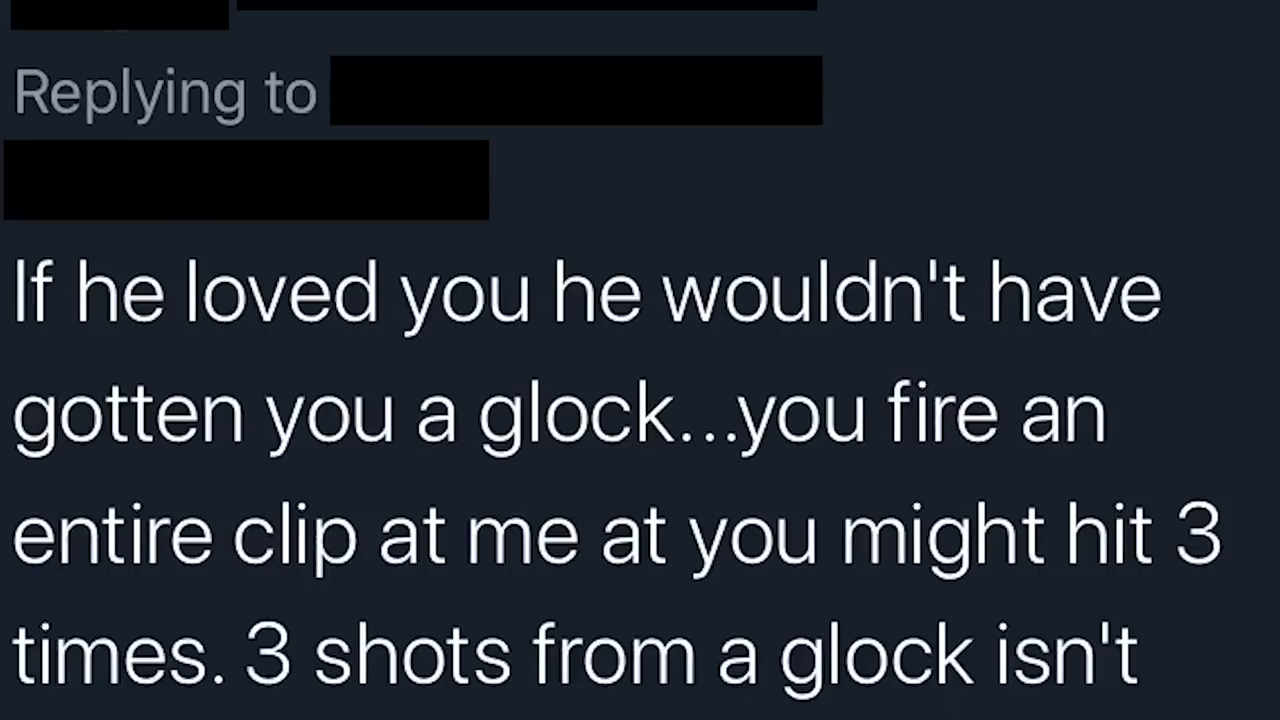 Replying to
If he loved you he wouldn't have
gotten you a glock...you fire an
entire clip at me at you might hit 3
times. 3 shots from a glock isn't